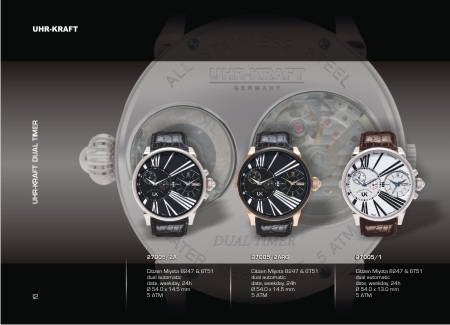 UHR-KRAFT
ALL STAINLESS STEEL
UHR-KRAFT
GERMANY
UHR-KRAFT DUAL TIMER
DUAL TIMER
5 ATM
27005/2A
Citizen Miyota 8247 & 6T51
dual automatic
date, weekday, 24h
Ø 54.0 x 14.5 mm
5 ATM
27005/2ARG
Citizen Miyota 8247 & 6T51
dual automatic
date, weekday, 24h
Ø 54.0 x 14.5 mm
5 ATM
27005/1
Citizen Miyota 8247 & 6T51
dual automatic
date, weekday, 24h
Ø 54.0 x 13.0 mm
5 ATM
12